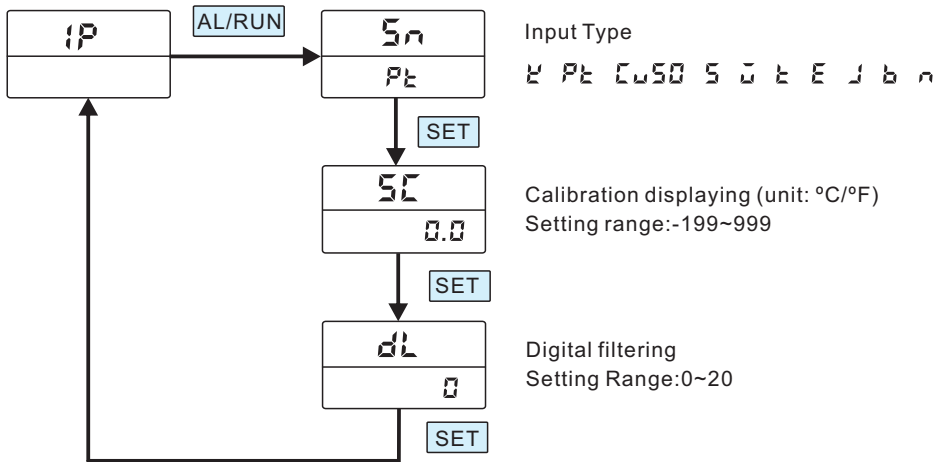 IP
AL/RUN
Sn
Pt
Input Type
K Pt Cu50 S ū t E J b n
SET
SC
0.0
Calibration displaying (unit: ºC/ºF)
Setting range:-199~999
SET
dL
0
Digital filtering
Setting Range:0~20
SET